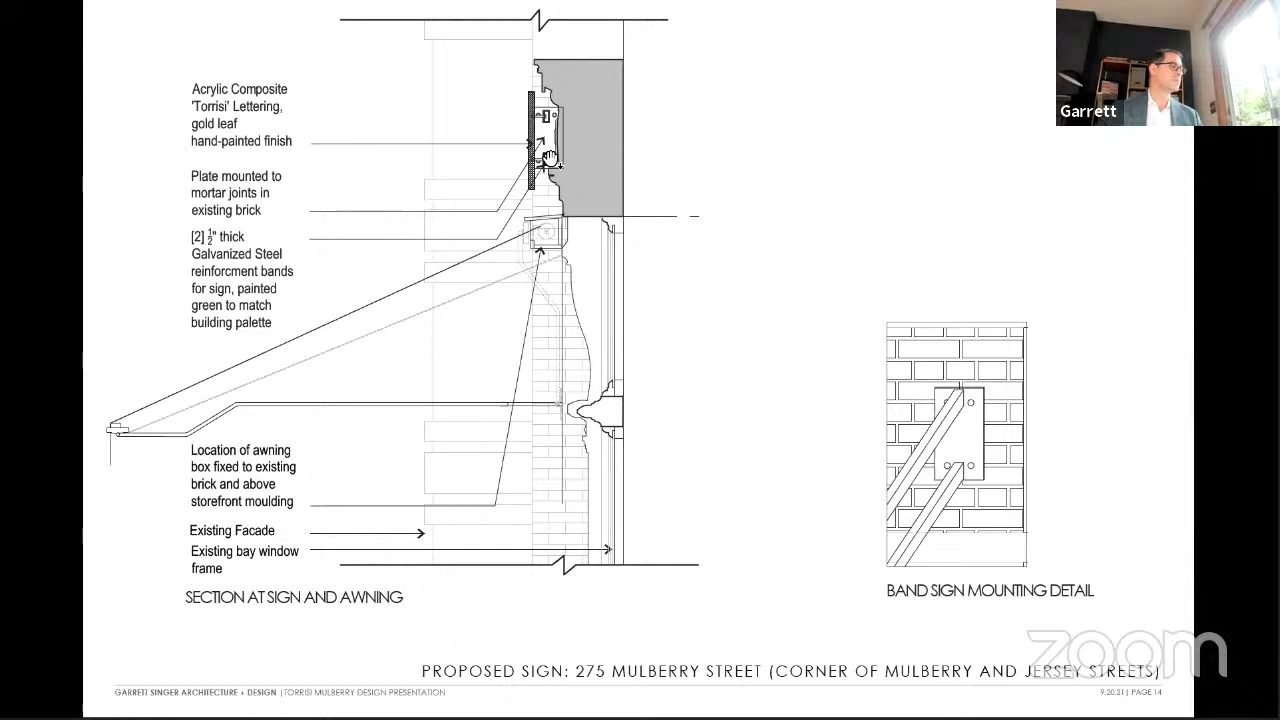 Garrett
Acrylic Composite
'Torrisi' Lettering,
gold leaf
hand-painted finish
Plate mounted to
mortar joints in
existing brick
[2] ½" thick
Galvanized Steel
reinforcment bands
for sign, painted
green to match
building palette
Location of awning
box fixed to existing
brick and above
storefront moulding
Existing Facade
Existing bay window
frame
SECTION AT SIGN AND AWNING
BAND SIGN MOUNTING DETAIL
zoom
PROPOSED SIGN: 275 MULBERRY STREET (CORNER OF MULBERRY AND JERSEY STREETS)
GARRETT SINGER ARCHITECTURE + DESIGN |TORRISI MULBERRY DESIGN PRESENTATION
9.20.21| PAGE 14